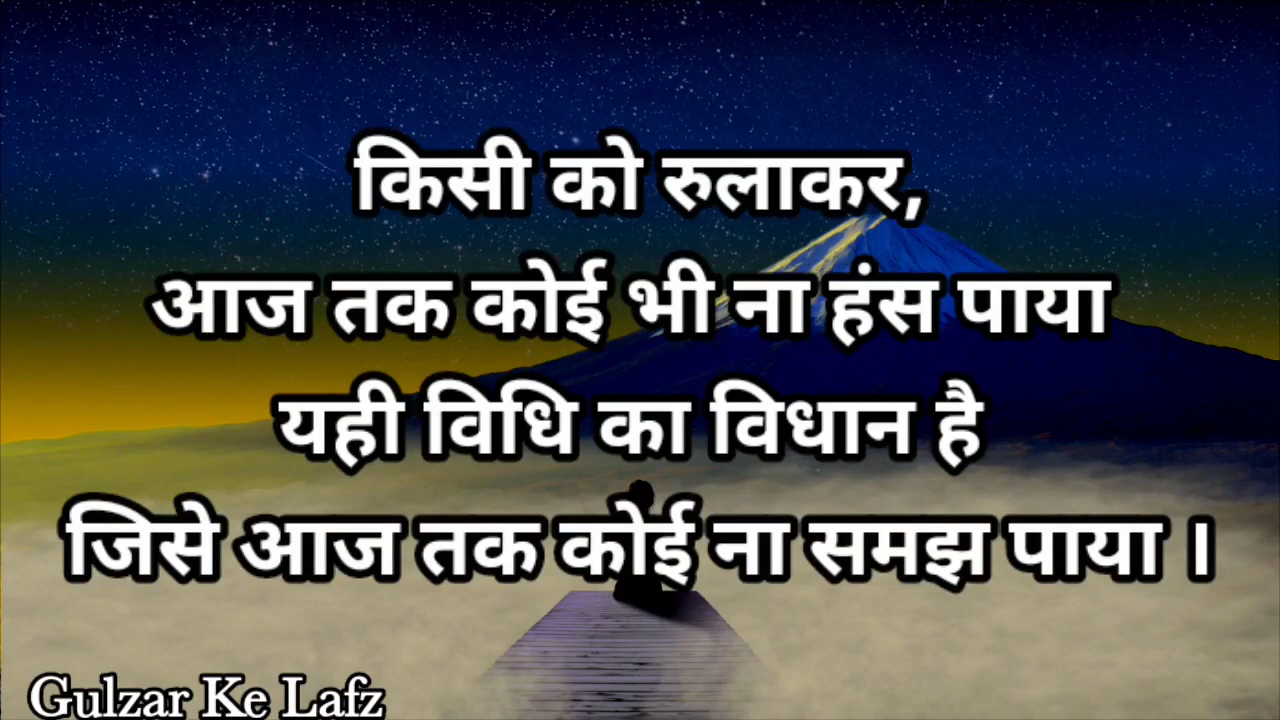 किसी को रुलाकर,
आज तक कोई भी ना हंस पाया
यही विधि का विधान है
जिसे आज तक कोई ना समझ पाया ।
Gulzar Ke Lafz